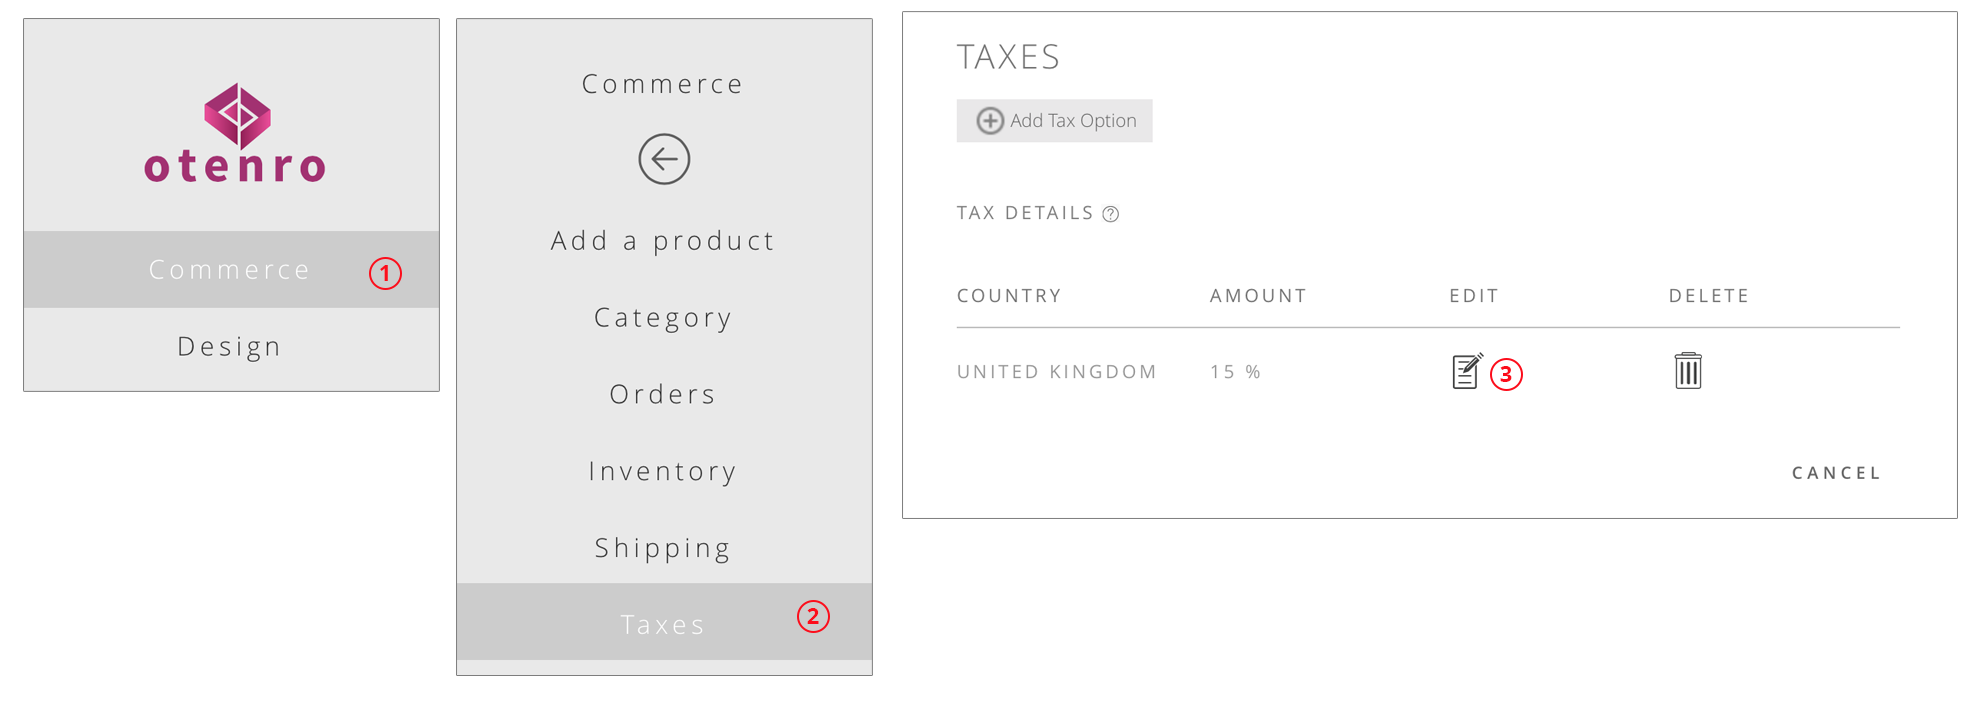 otenro
Commerce 1
Design
Commerce
Add a product
Category
Orders
Inventory
Shipping
Taxes 2
TAXES
Add Tax Option
TAX DETAILS ?
COUNTRY AMOUNT EDIT DELETE
UNITED KINGDOM 15 % 3
CANCEL